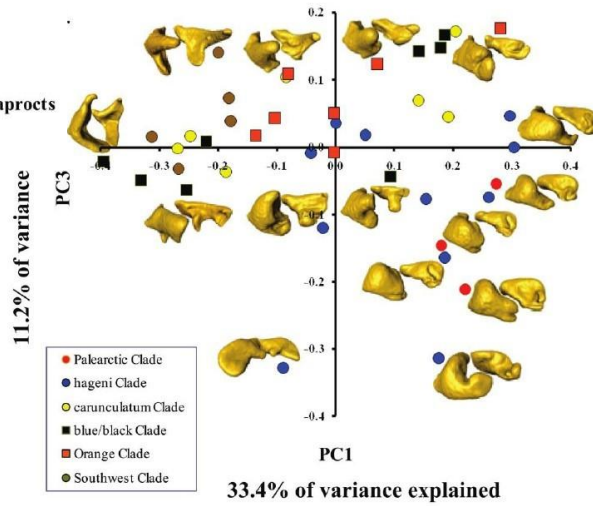 0.2
0.1
aprocts
0.0
-0.4 -0.3 -0.2 -0.1 0.0 0.1 0.2 0.3 0.4
PC3
-0.1
11.2% of variance
-0.2
-0.3
-0.4
Palearctic Clade
hageni Clade
carunculatum Clade
blue/black Clade
Orange Clade
Southwest Clade
PC1
33.4% of variance explained